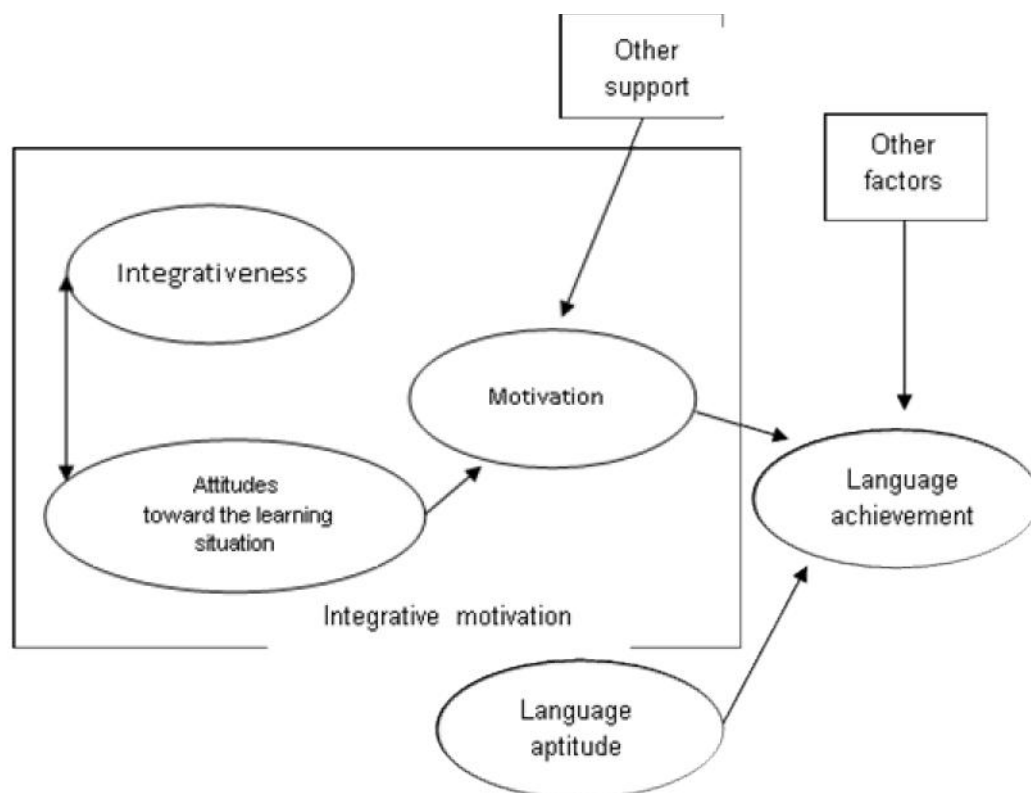 Other
support
Other
factors
Integrativeness
Motivation
Attitudes
toward the learning
situation
Language
achievement
Integrative motivation
Language
aptitude